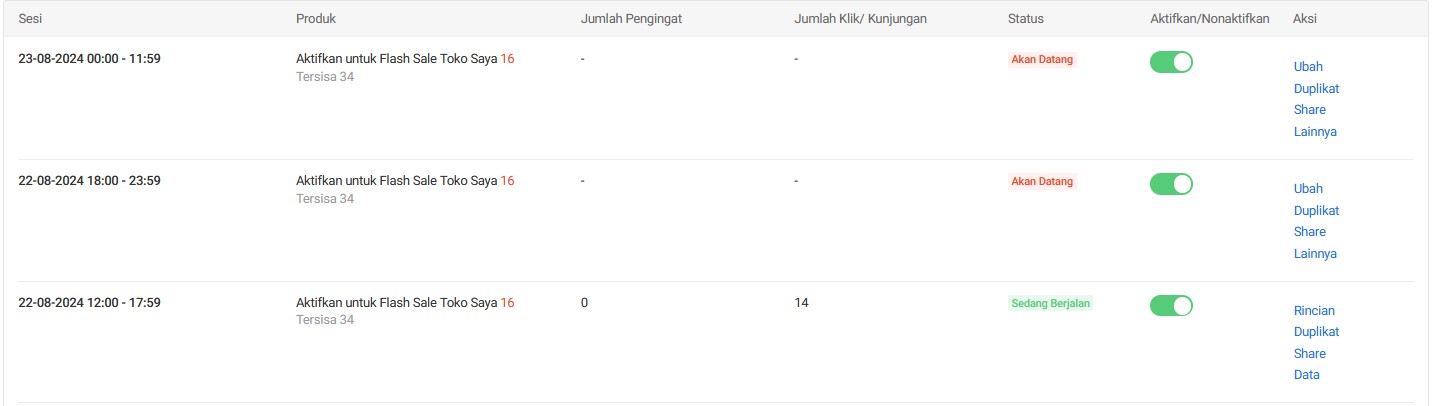 Sesi Produk Jumlah Pengingat Jumlah Klik/ Kunjungan Status Aktifkan/Nonaktifkan Aksi
23-08-2024 00:00 - 11:59 Aktifkan untuk Flash Sale Toko Saya 16 - - Akan Datang
Tersisa 34
Ubah
Duplikat
Share
Lainnya
22-08-2024 18:00 - 23:59 Aktifkan untuk Flash Sale Toko Saya 16 - - Akan Datang
Tersisa 34
Ubah
Duplikat
Share
Lainnya
22-08-2024 12:00 - 17:59 Aktifkan untuk Flash Sale Toko Saya 16 0 14 Sedang Berjalan
Tersisa 34
Rincian
Duplikat
Share
Data